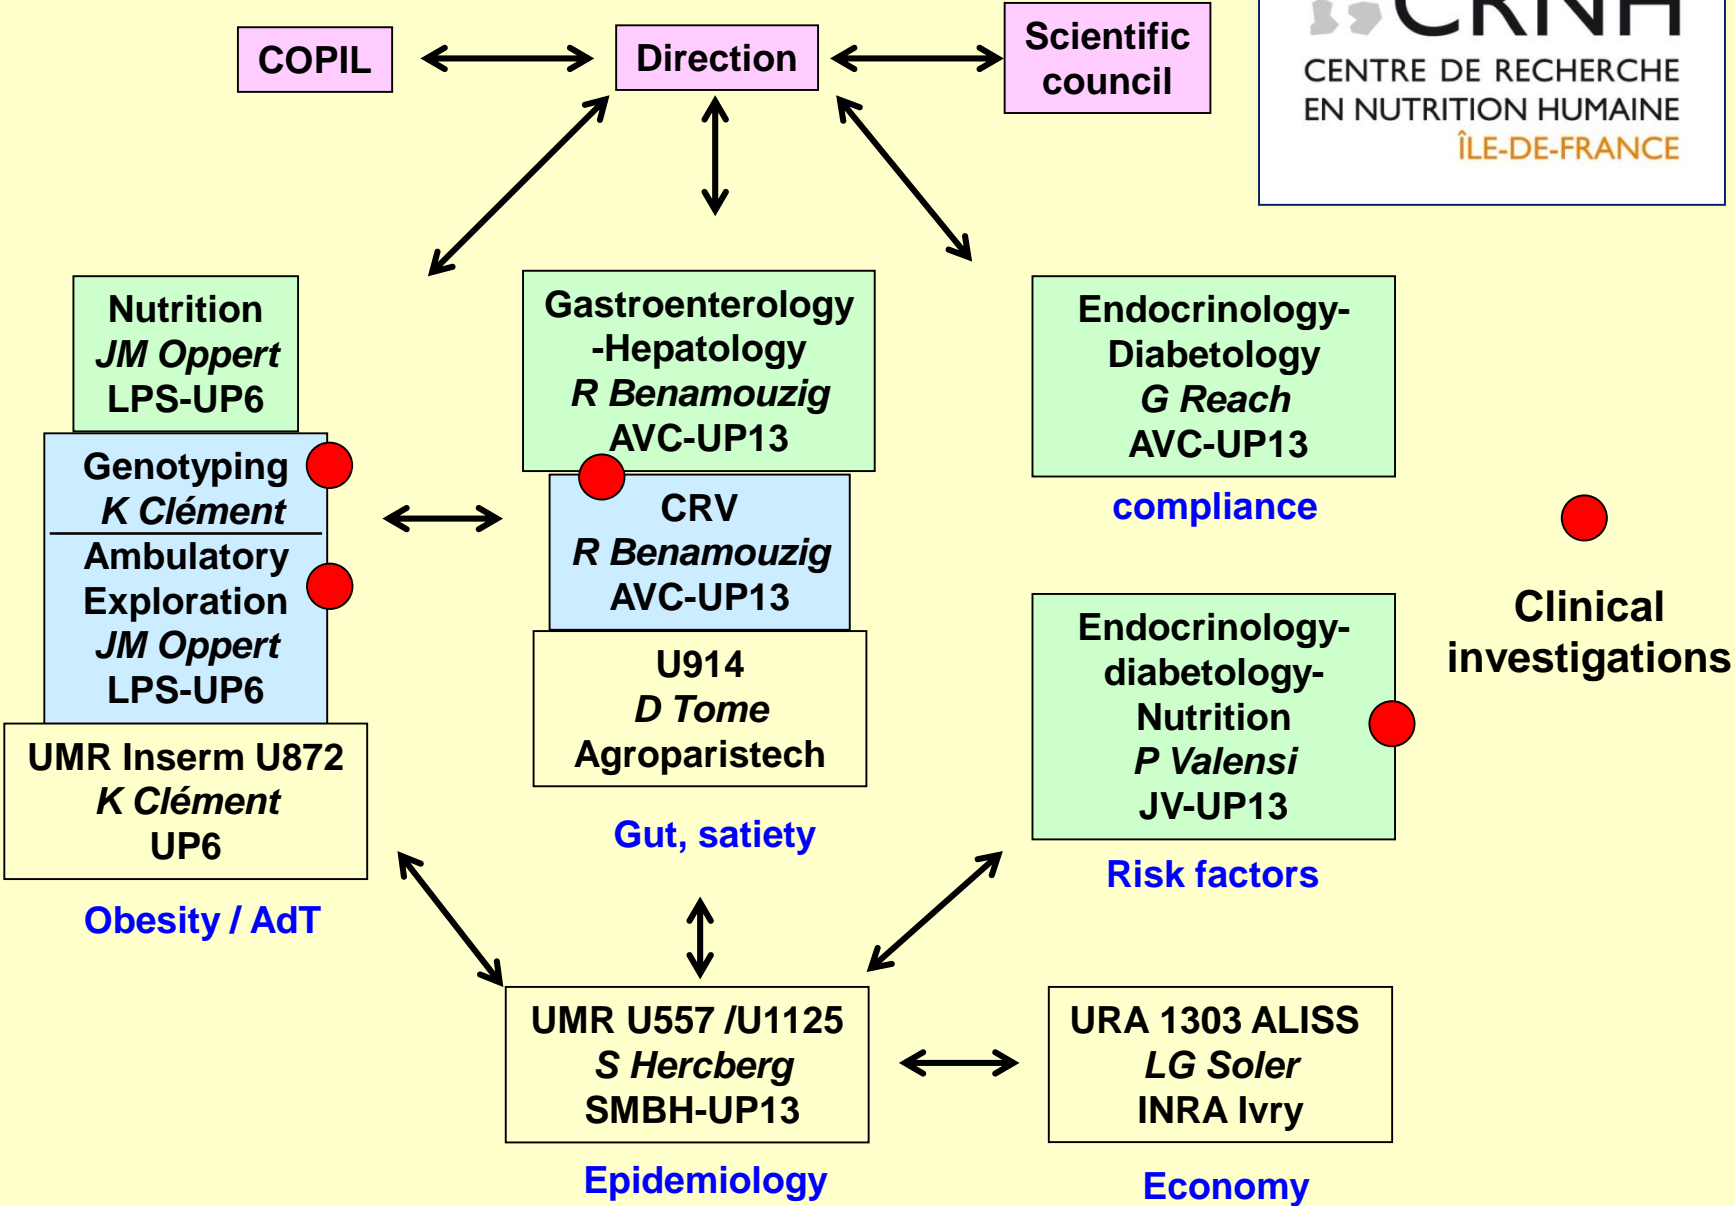 COPIL
Direction
Scientific
council
CRNH
CENTRE DE RECHERCHE
EN NUTRITION HUMAINE
ÎLE-DE-FRANCE
Nutrition
JM Oppert
LPS-UP6
Genotyping
K Clément
Ambulatory
Exploration
JM Oppert
LPS-UP6
UMR Inserm U872
K Clément
UP6
Obesity / AdT
Gastroenterology
-Hepatology
R Benamouzig
AVC-UP13
CRV
R Benamouzig
AVC-UP13
U914
D Tome
Agroparistech
Gut, satiety
Endocrinology-
Diabetology
G Reach
AVC-UP13
compliance
Endocrinology-
diabetology-
Nutrition
P Valensi
JV-UP13
Risk factors
Clinical
investigations
UMR U557 /U1125
S Hercberg
SMBH-UP13
Epidemiology
URA 1303 ALISS
LG Soler
INRA Ivry
Economy